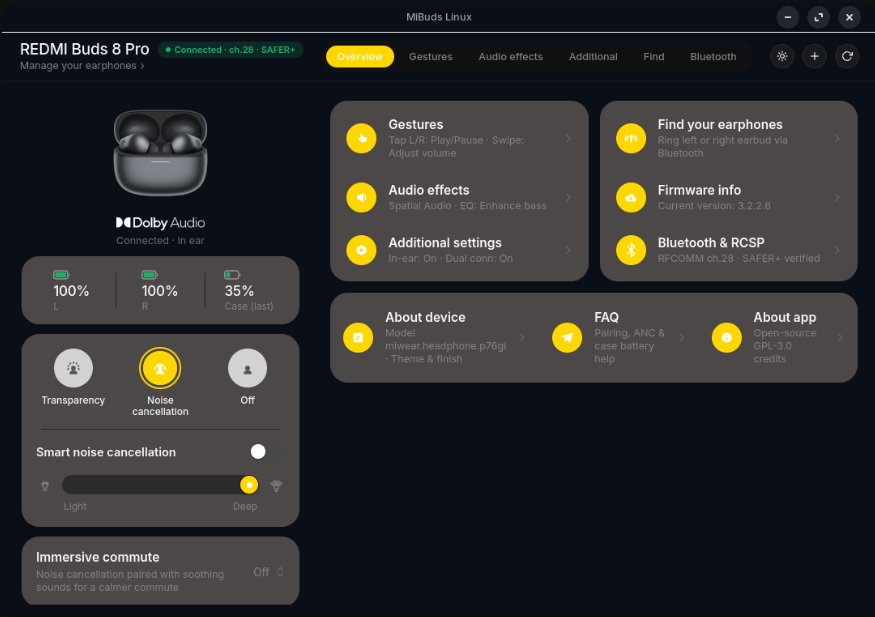 MiBuds Linux
REDMI Buds 8 Pro
Connected · ch.28 · SAFER+
Manage your earphones ›
Overview
Gestures
Audio effects
Additional
Find
Bluetooth
Dolby Audio
Connected · In ear
100%
L
100%
R
35%
Case (last)
Transparency
Noise
cancellation
Off
Smart noise cancellation
Light
Deep
Immersive commute
Noise cancellation paired with soothing
sounds for a calmer commute
Off
Gestures
Tap L/R: Play/Pause · Swipe:
Adjust volume
Audio effects
Spatial Audio · EQ: Enhance bass
Additional settings
In-ear: On · Dual conn: On
Find your earphones
Ring left or right earbud via
Bluetooth
Firmware info
Current version: 3.2.2.6
Bluetooth & RCSP
RFCOMM ch.28 · SAFER+ verified
About device
Model
miwear.headphone.p76gl
· Theme & finish
FAQ
Pairing, ANC &
case battery
help
About app
Open-source
GPL-3.0
credits